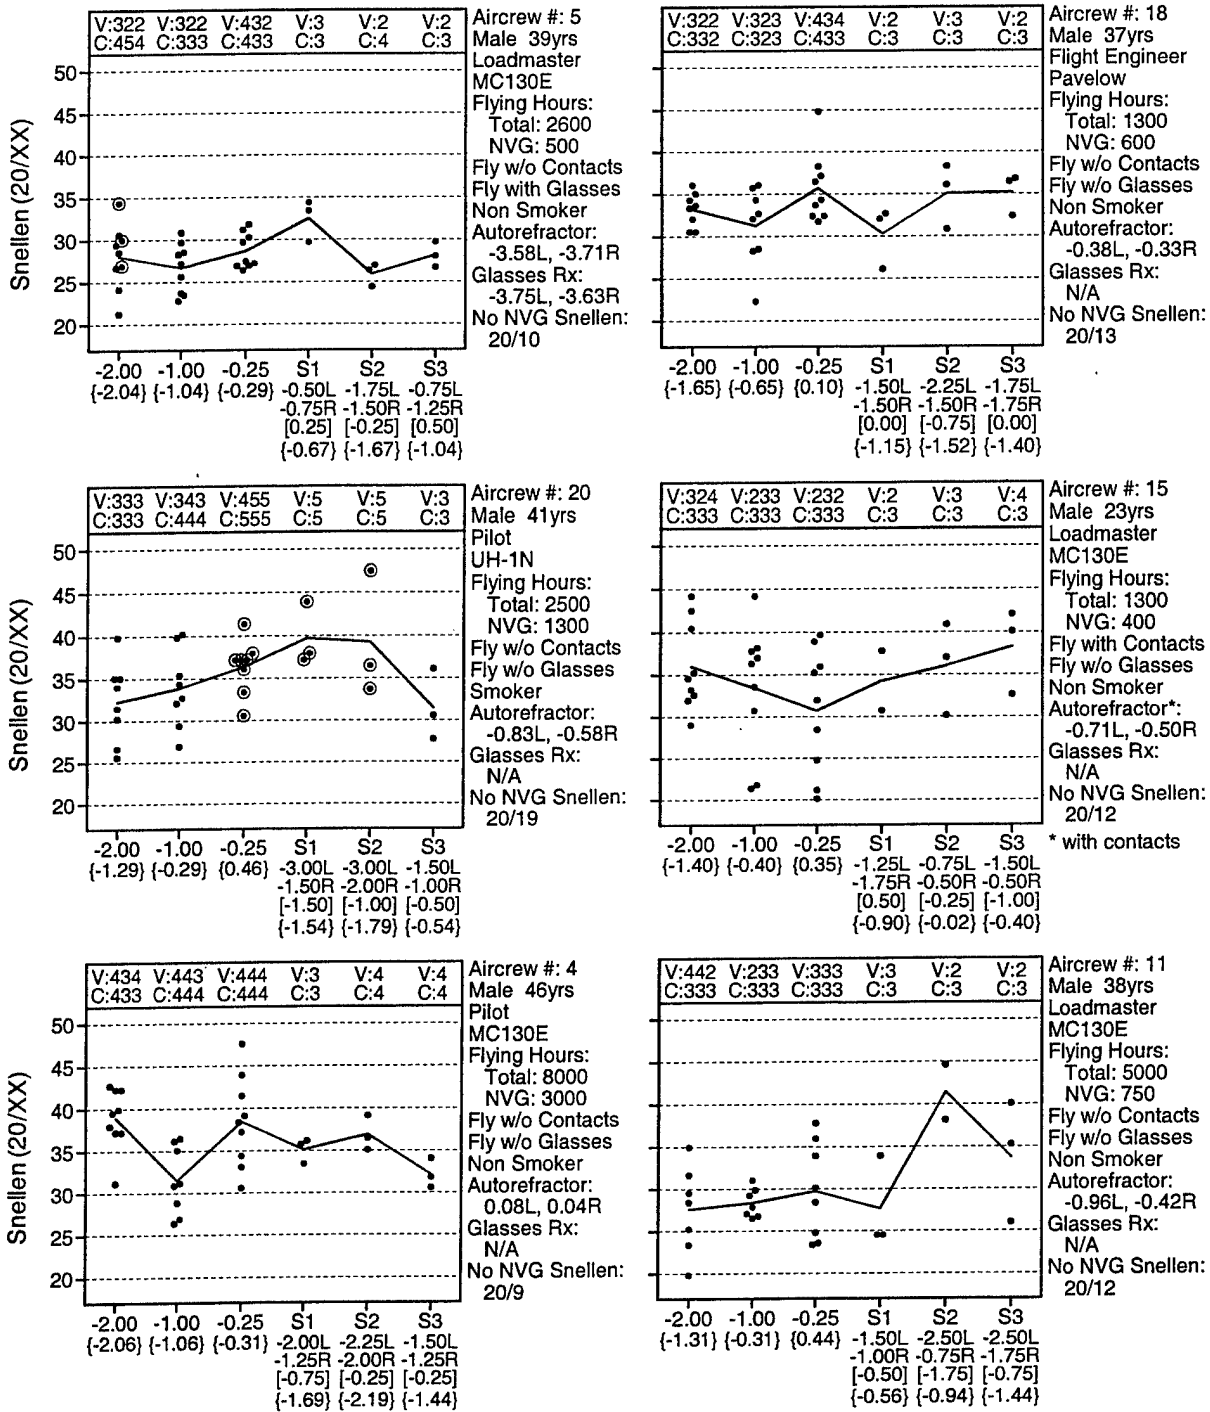 V:322 V:322 V:432 V:3 V:2 V:2
C:454 C:333 C:433 C:3 C:4 C:3
Aircrew #: 5
Male 39yrs
Loadmaster
MC130E
Flying Hours:
Total: 2600
NVG: 500
Fly w/o Contacts
Fly with Glasses
Non Smoker
Autorefractor:
-3.58L, -3.71R
Glasses Rx:
-3.75L, -3.63R
No NVG Snellen:
20/10
Snellen (20/XX)
50
45
40
35
30
25
20
-2.00 -1.00 -0.25 S1 S2 S3
{-2.04} {-1.04} {-0.29} -0.50L -1.75L -0.75L
-0.75R -1.50R -1.25R
[0.25] [-0.25] [0.50]
{-0.67} {-1.67} {-1.04}
V:322 V:323 V:434 V:2 V:3 V:2
C:332 C:323 C:433 C:3 C:3 C:3
Aircrew #: 18
Male 37yrs
Flight Engineer
Pavelow
Flying Hours:
Total: 1300
NVG: 600
Fly w/o Contacts
Fly w/o Glasses
Non Smoker
Autorefractor:
-0.38L, -0.33R
Glasses Rx:
N/A
No NVG Snellen:
20/13
-2.00 -1.00 -0.25 S1 S2 S3
{-1.65} {-0.65} {0.10} -1.50L -2.25L -1.75L
-1.50R -1.50R -1.75R
[0.00] [-0.75] [0.00]
{-1.15} {-1.52} {-1.40}
V:333 V:343 V:455 V:5 V:5 V:3
C:333 C:444 C:555 C:5 C:5 C:3
Aircrew #: 20
Male 41yrs
Pilot
UH-1N
Flying Hours:
Total: 2500
NVG: 1300
Fly w/o Contacts
Fly w/o Glasses
Smoker
Autorefractor:
-0.83L, -0.58R
Glasses Rx:
N/A
No NVG Snellen:
20/19
Snellen (20/XX)
50
45
40
35
30
25
20
-2.00 -1.00 -0.25 S1 S2 S3
{-1.29} {-0.29} {0.46} -3.00L -3.00L -1.50L
-1.50R -2.00R -1.00R
[-1.50] [-1.00] [-0.50]
{-1.54} {-1.79} {-0.54}
V:324 V:233 V:232 V:2 V:3 V:4
C:333 C:333 C:333 C:3 C:3 C:3
Aircrew #: 15
Male 23yrs
Loadmaster
MC130E
Flying Hours:
Total: 1300
NVG: 400
Fly with Contacts
Fly w/o Glasses
Non Smoker
Autorefractor*:
-0.71L, -0.50R
Glasses Rx:
N/A
No NVG Snellen:
20/12
* with contacts
-2.00 -1.00 -0.25 S1 S2 S3
{-1.40} {-0.40} {0.35} -1.25L -0.75L -1.50L
-1.75R -0.50R -0.50R
[0.50] [-0.25] [-1.00]
{-0.90} {-0.02} {-0.40}
V:434 V:443 V:444 V:3 V:4 V:4
C:433 C:444 C:444 C:3 C:4 C:4
Aircrew #: 4
Male 46yrs
Pilot
MC130E
Flying Hours:
Total: 8000
NVG: 3000
Fly w/o Contacts
Fly w/o Glasses
Non Smoker
Autorefractor:
0.08L, 0.04R
Glasses Rx:
N/A
No NVG Snellen:
20/9
Snellen (20/XX)
50
45
40
35
30
25
20
-2.00 -1.00 -0.25 S1 S2 S3
{-2.06} {-1.06} {-0.31} -2.00L -2.25L -1.50L
-1.25R -2.00R -1.25R
[-0.75] [-0.25] [-0.25]
{-1.69} {-2.19} {-1.44}
V:442 V:233 V:333 V:3 V:2 V:2
C:333 C:333 C:333 C:3 C:3 C:3
Aircrew #: 11
Male 38yrs
Loadmaster
MC130E
Flying Hours:
Total: 5000
NVG: 750
Fly w/o Contacts
Fly w/o Glasses
Non Smoker
Autorefractor:
-0.96L, -0.42R
Glasses Rx:
N/A
No NVG Snellen:
20/12
-2.00 -1.00 -0.25 S1 S2 S3
{-1.31} {-0.31} {0.44} -1.50L -2.50L -2.50L
-1.00R -0.75R -1.75R
[-0.50] [-1.75] [-0.75]
{-0.56} {-0.94} {-1.44}